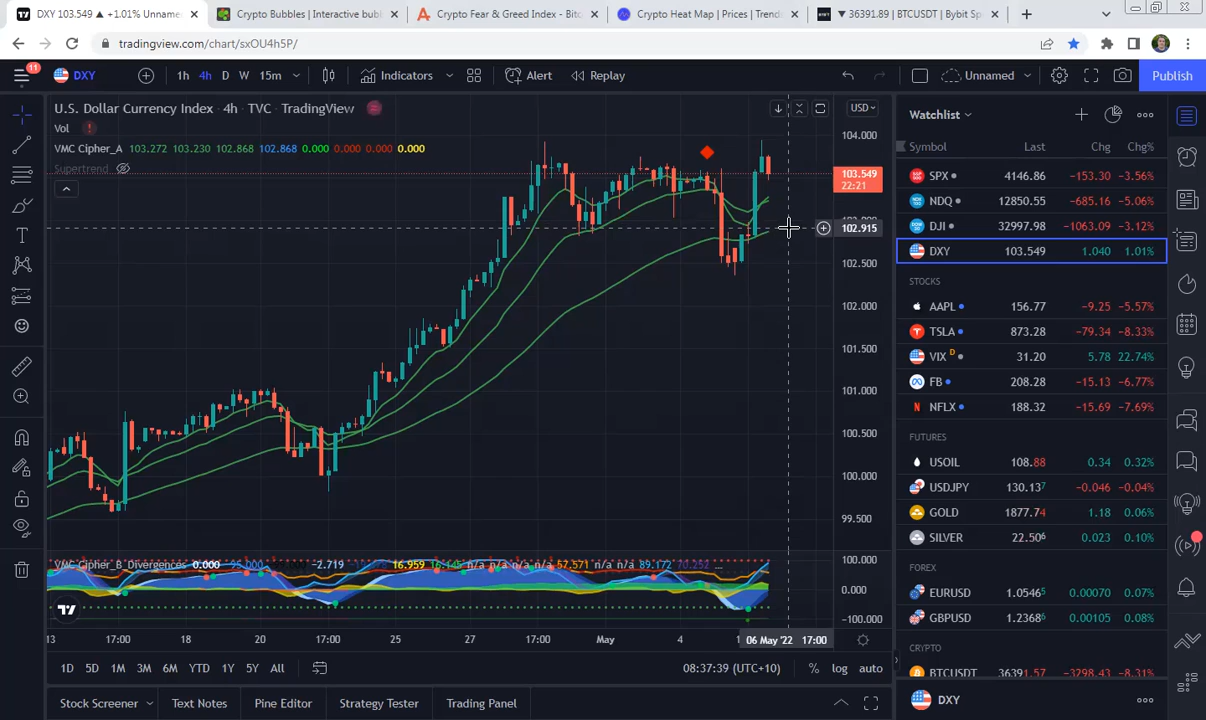 DXY 103.549 ▲ +1.01% Unname
Crypto Bubbles | Interactive bub
Crypto Fear & Greed Index - Bitc
Crypto Heat Map | Prices | Trend
▼ 36391.89 | BTCUSDT | Bybit Sp
tradingview.com/chart/sxOU4h5P/
11
DXY
1h 4h D W 15m
Indicators
Alert
Replay
Unnamed
Publish
U.S. Dollar Currency Index · 4h · TVC · TradingView
Vol
VMC Cipher_A 103.272 103.230 102.868 102.868 0.000 0.000 0.000 0.000
Supertrend
USD
104.000
103.549
22:21
102.915
102.500
102.000
101.500
101.000
100.500
100.000
99.500
Watchlist
Symbol Last Chg Chg%
SPX 4146.86 −153.30 −3.56%
NDQ 12850.55 −685.16 −5.06%
DJI 32997.98 −1063.09 −3.12%
DXY 103.549 1.040 1.01%
STOCKS
AAPL 156.77 −9.25 −5.57%
TSLA 873.28 −79.34 −8.33%
VIX D 31.20 5.78 22.74%
FB 208.28 −15.13 −6.77%
NFLX 188.32 −15.69 −7.69%
FUTURES
USOIL 108.88 0.34 0.32%
USDJPY 130.137 −0.046 −0.04%
GOLD 1877.74 1.18 0.06%
SILVER 22.506 0.023 0.10%
FOREX
EURUSD 1.05465 0.00070 0.07%
GBPUSD 1.23686 0.00105 0.08%
CRYPTO
BTCUSDT 36391.57 −3298.43 −8.31%
VMC Cipher_B_Divergences 0.000 −2.719 16.959 16.145 n/a n/a n/a n/a 57.571 n/a n/a 89.172 70.252
100.000
0.000
−100.000
13 17:00 18 20 17:00 25 27 17:00 May 4 06 May '22 17:00
1D 5D 1M 3M 6M YTD 1Y 5Y All
08:37:39 (UTC+10)
% log auto
Stock Screener
Text Notes
Pine Editor
Strategy Tester
Trading Panel
DXY